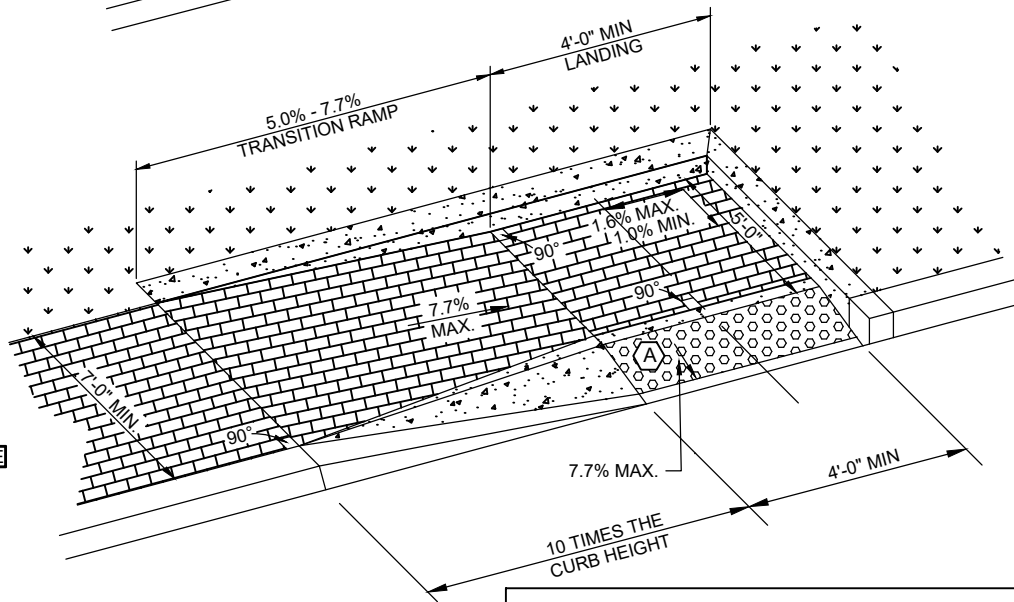 4'-0" MIN
LANDING
5.0% - 7.7%
TRANSITION RAMP
1.6% MAX.
1.0% MIN.
5'-0"
90°
90°
7.7%
MAX.
A
-0" MIN.
90°
7.7% MAX.
4'-0" MIN
10 TIMES THE
CURB HEIGHT